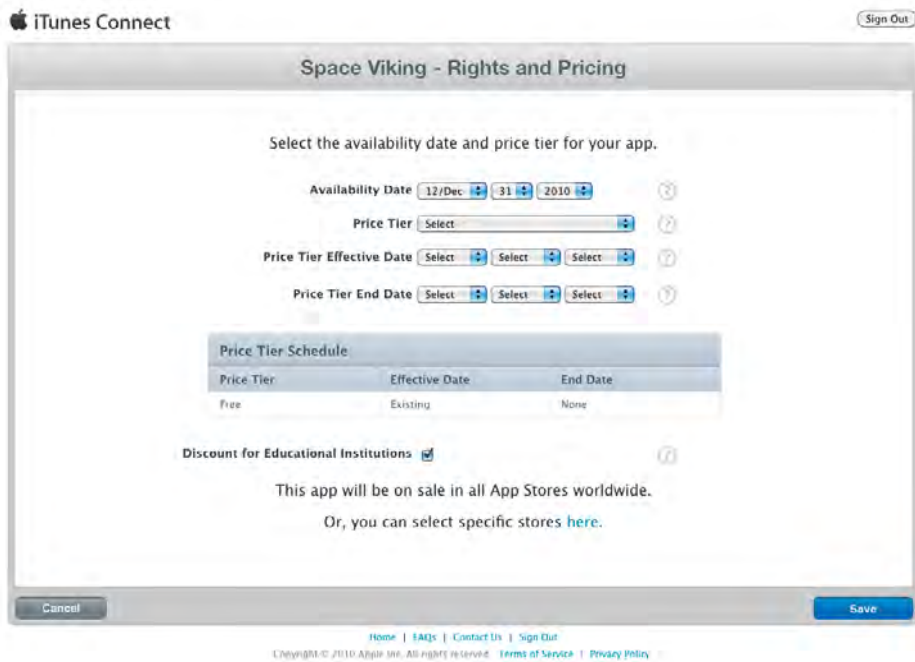 iTunes Connect
Sign Out
Space Viking - Rights and Pricing
Select the availability date and price tier for your app.
Availability Date 12/Dec 31 2010 ?
Price Tier Select ?
Price Tier Effective Date Select Select Select ?
Price Tier End Date Select Select Select ?
Price Tier Schedule
Price Tier Effective Date End Date
Free Existing None
Discount for Educational Institutions ?
This app will be on sale in all App Stores worldwide.
Or, you can select specific stores here.
Cancel Save
Home | FAQs | Contact Us | Sign Out
Copyright © 2010 Apple Inc. All rights reserved. Terms of Service | Privacy Policy